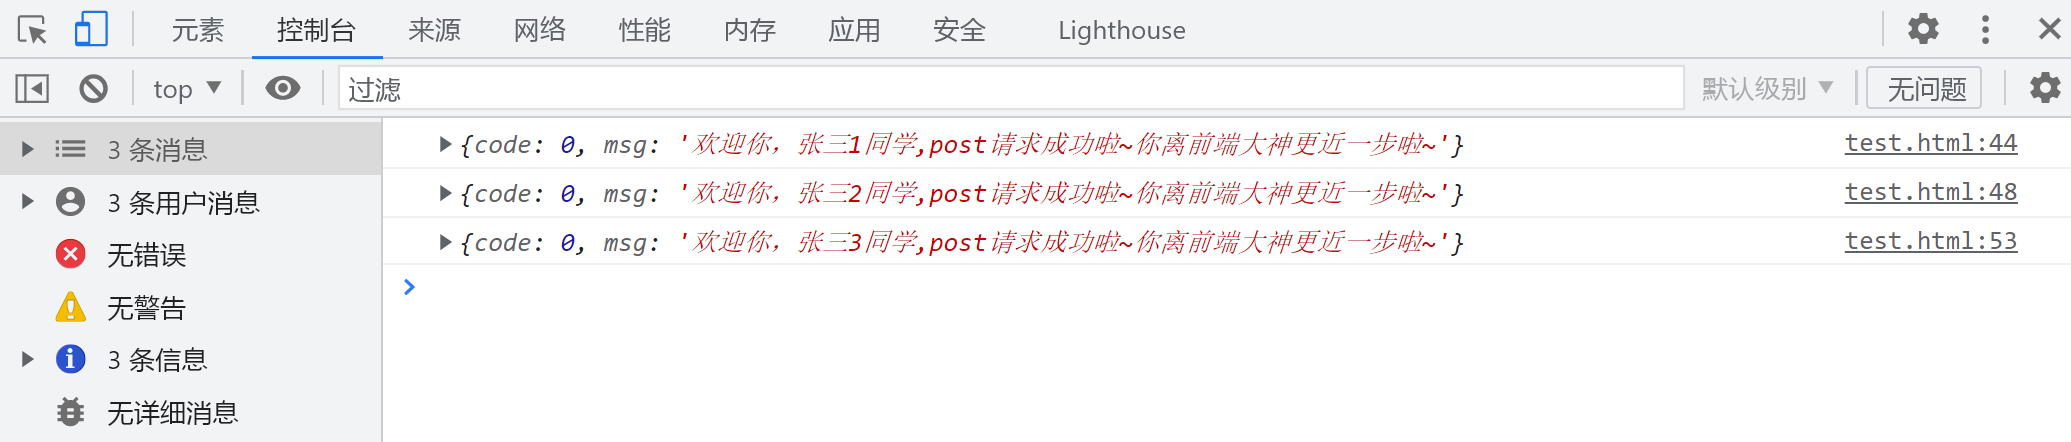 元素 控制台 来源 网络 性能 内存 应用 安全 Lighthouse
top 过滤 默认级别 无问题
3 条消息
3 条用户消息
无错误
无警告
3 条信息
无详细消息
{code: 0, msg: '欢迎你，张三1同学,post请求成功啦~你离前端大神更近一步啦~'} test.html:44
{code: 0, msg: '欢迎你，张三2同学,post请求成功啦~你离前端大神更近一步啦~'} test.html:48
{code: 0, msg: '欢迎你，张三3同学,post请求成功啦~你离前端大神更近一步啦~'} test.html:53